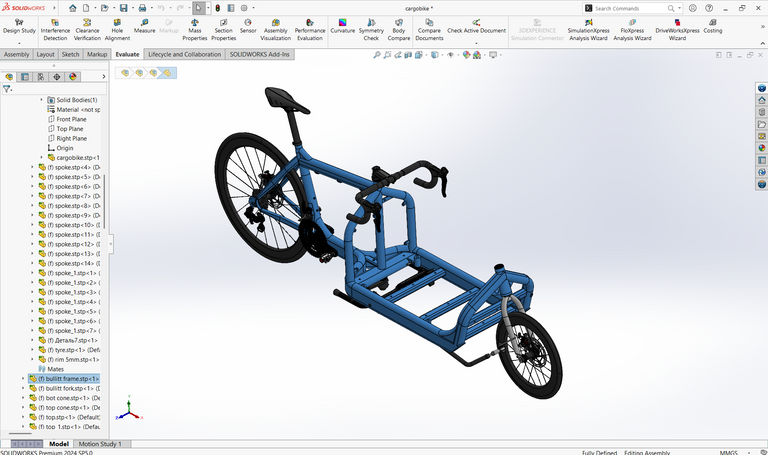 SOLIDWORKS
cargobike *
Search Commands
Design Study
Interference Detection
Clearance Verification
Hole Alignment
Measure
Markup
Mass Properties
Section Properties
Sensor
Assembly Visualization
Performance Evaluation
Curvature
Symmetry Check
Body Compare
Compare Documents
Check Active Document
3DEXPERIENCE Simulation Connector
SimulationXpress Analysis Wizard
FloXpress Analysis Wizard
DriveWorksXpress Wizard
Costing
Assembly
Layout
Sketch
Markup
Evaluate
Lifecycle and Collaboration
SOLIDWORKS Add-Ins
Solid Bodies(1)
Material <not sp
Front Plane
Top Plane
Right Plane
Origin
cargobike.stp<1
(f) spoke.stp<4> (De
(f) spoke.stp<5> (De
(f) spoke.stp<6> (De
(f) spoke.stp<7> (De
(f) spoke.stp<8> (De
(f) spoke.stp<9> (De
(f) spoke.stp<10> (D
(f) spoke.stp<11> (D
(f) spoke.stp<12> (D
(f) spoke.stp<13> (D
(f) spoke.stp<14> (D
(f) spoke_1.stp<1> (
(f) spoke_1.stp<2> (
(f) spoke_1.stp<3> (
(f) spoke_1.stp<4> (
(f) spoke_1.stp<5> (
(f) spoke_1.stp<6> (
(f) spoke_1.stp<7> (
(f) Деталь7.stp<1> (
(f) tyre.stp<1> (Defa
(f) rim 5mm.stp<1>
Mates
(f) bullitt frame.stp<1>
(f) bullitt fork.stp<1> (D
(f) bot cone.stp<1> (De
(f) top cone.stp<1> (De
(f) top.stp<1> (Default)
(f) top_1.stp<1> (Defau
Model
Motion Study 1
SOLIDWORKS Premium 2024 SP5.0
Fully Defined
Editing Assembly
MMGS